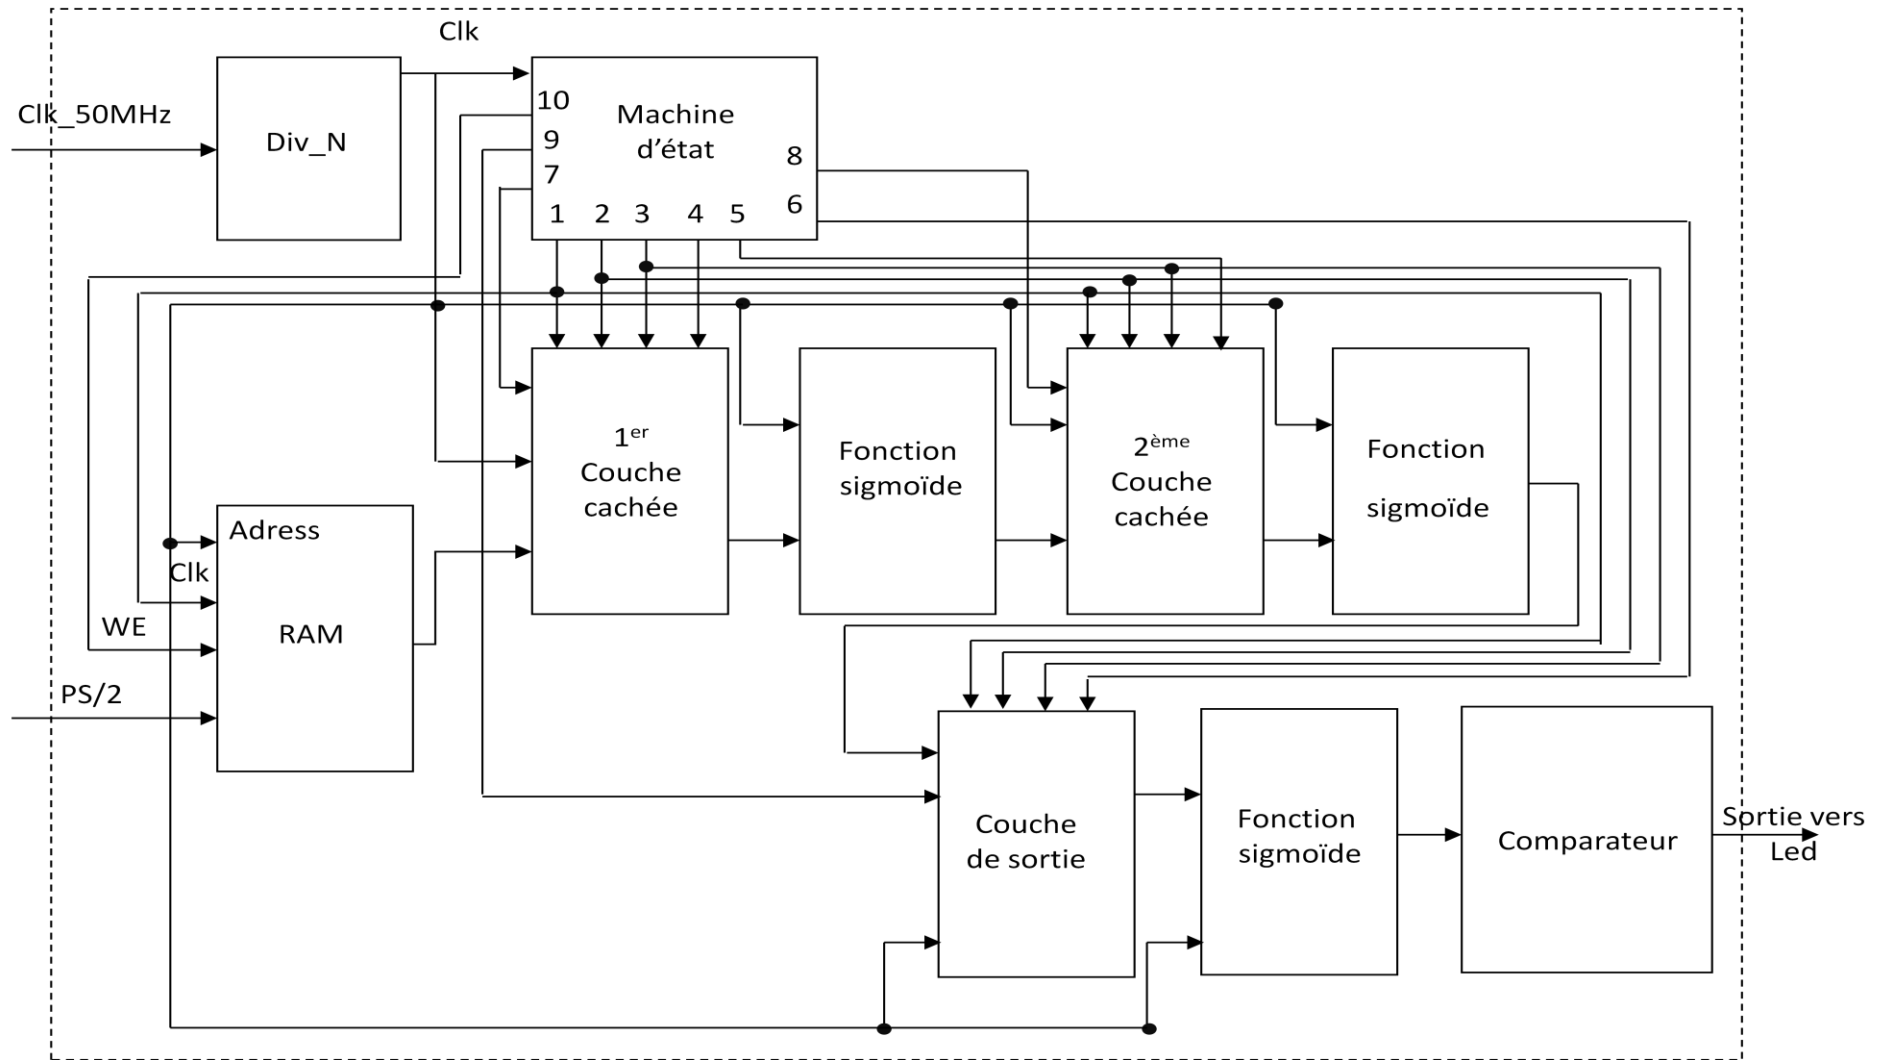 Clk
Clk_50MHz
Div_N
10
9
7
1 2 3 4 5
8
6
Machine
d’état
1er
Couche
cachée
Fonction
sigmoïde
2ème
Couche
cachée
Fonction
sigmoïde
Adress
Clk
WE
RAM
PS/2
Couche
de sortie
Fonction
sigmoïde
Comparateur
Sortie vers
Led